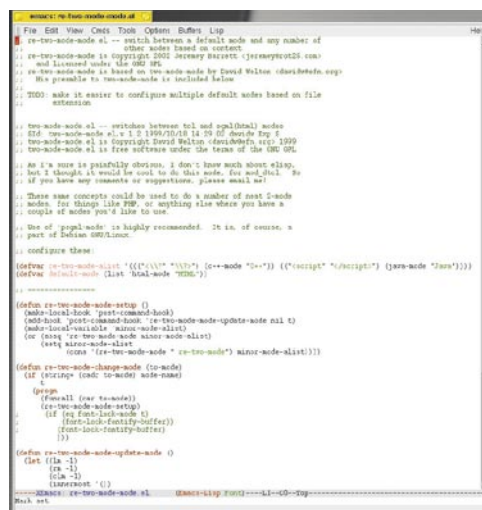 emacs: re-two-mode-mode.el
File Edit View Cmds Tools Options Buffers Lisp Hel
;; re-two-mode-mode el -- switch between a default mode and any number of
;; other modes based on context
;; re-two-mode-mode is Copyright 2002 Jeremey Barrett
;; and Licensed under the GNU GPL
;; re-two-mode-mode is based on two-mode-mode by David Welton (davidw@efn.org)
;; His preamble to two-mode-mode is included below
;; TODO: make it easier to configure multiple default modes based on file
;; extension
;; two-mode-mode el -- switches between tcl and sgml(html) modes
;; $Id: two-mode-mode el,v 1 2 1999/10/18 14 29 02 davidw Exp $
;; two-mode-mode el is Copyright David Welton (davidw@efn org) 1999
;; two-mode-mode el is free software under the terms of the GNU GPL
;; As I'm sure is painfully obvious, I don't know much about elisp,
;; but I thought it would be cool to do this mode, for mod_dtcl. So
;; if you have any comments or suggestions, please email me!
;; These same concepts could be used to do a number of neat 2-mode
;; modes, for things like PHP, or anything else where you have a
;; couple of modes you'd like to use.
;; Use of 'psgml-mode' is highly recommended. It is, of course, a
;; part of Debian GNU/Linux.
;; configure these:
(defvar re-two-mode-alist '((("<\\%" "\\%>") (c++-mode "C++")) (("<script" "</script>") (java-mode "Java"))))
(defvar default-mode (list 'html-mode "HTML"))
;; ================
(defun re-two-mode-mode-setup ()
(make-local-hook 'post-command-hook)
(add-hook 'post-command-hook 're-two-mode-mode-update-mode nil t)
(make-local-variable 'minor-mode-alist)
(or (assq 're-two-mode-mode minor-mode-alist)
(setq minor-mode-alist
(cons '(re-two-mode-mode " re-two-mode") minor-mode-alist))))
(defun re-two-mode-change-mode (to-mode)
(if (string= (cadr to-mode) mode-name)
t
(progn
(funcall (car to-mode))
(re-two-mode-mode-setup)
; (if (eq font-lock-mode t)
; (font-lock-fontify-buffer))
; (font-lock-fontify-buffer)
)))
(defun re-two-mode-mode-update-mode ()
(let ((lm -1)
(rm -1)
(clm -1)
(innermost '())
-----XEmacs: re-two-mode-mode.el (Emacs-Lisp Font)----L1--C0--Top--
Mark set